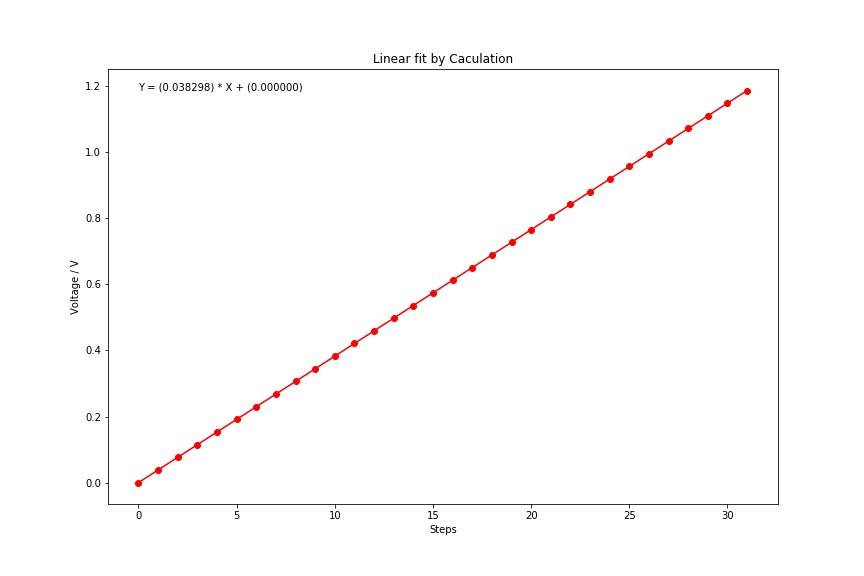 Linear fit by Caculation
Y = (0.038298) * X + (0.000000)
1.2
1.0
0.8
0.6
0.4
0.2
0.0
Voltage / V
0 5 10 15 20 25 30
Steps